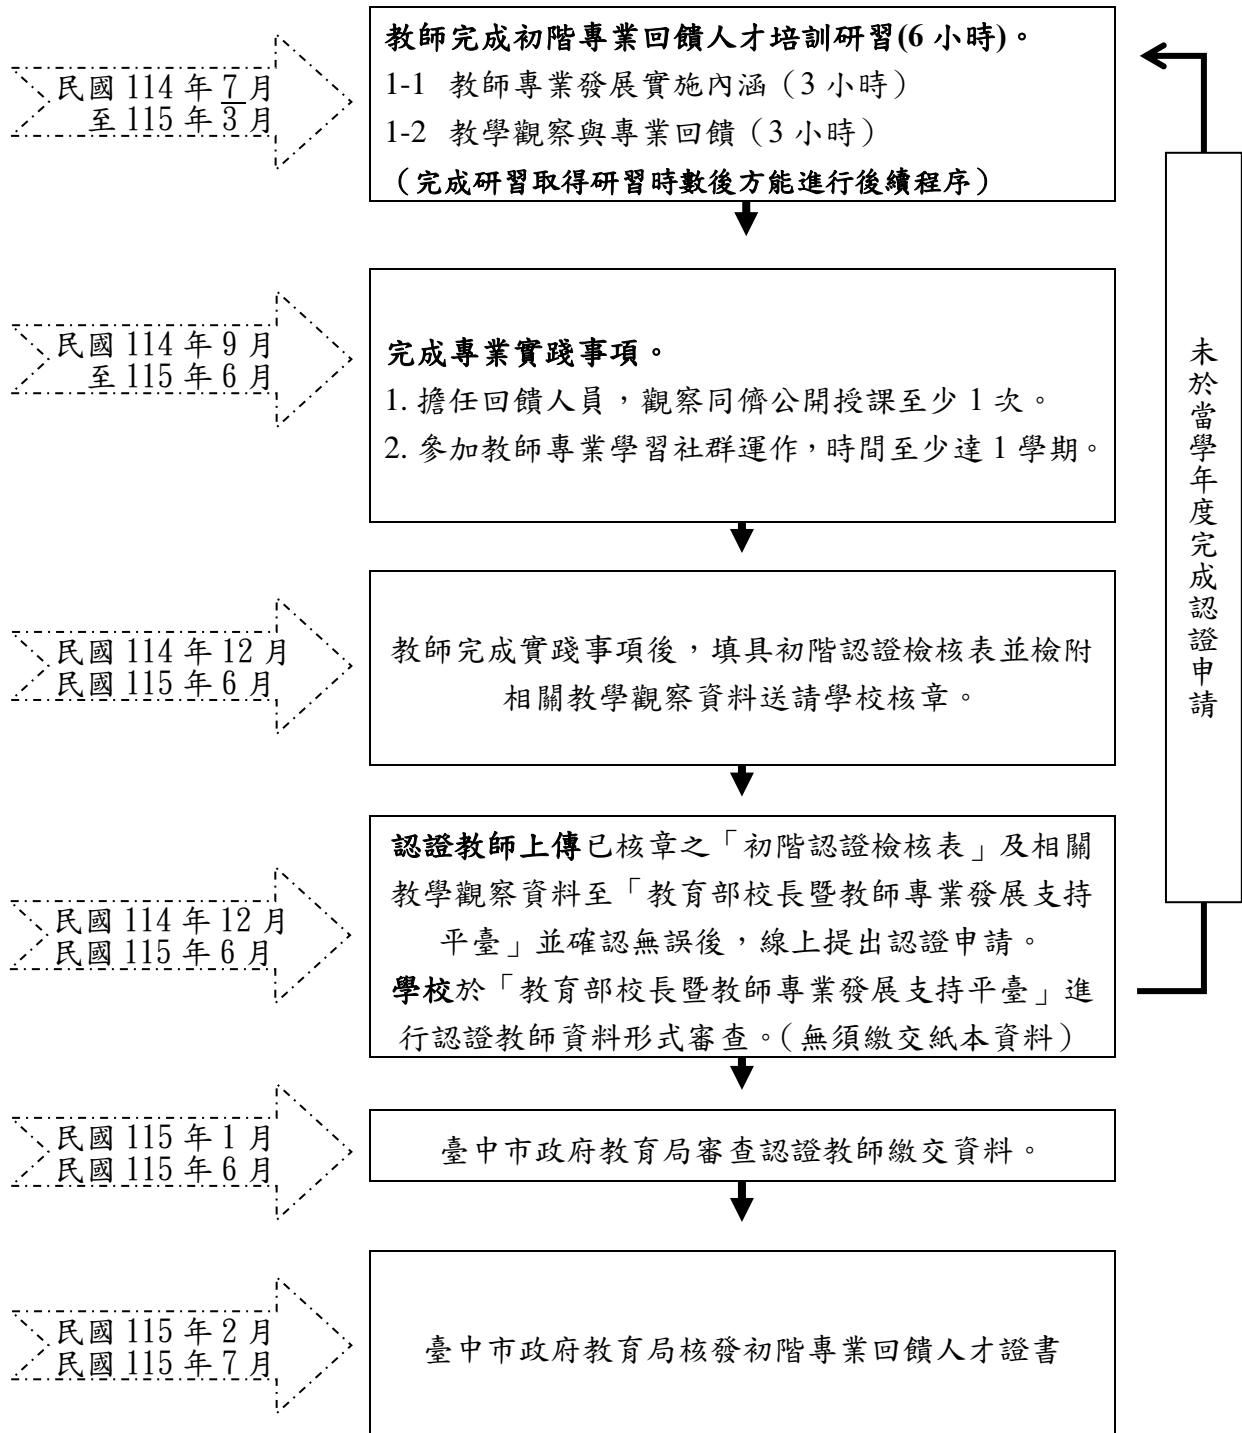 民國 114 年 7 月
至 115 年 3 月
教師完成初階專業回饋人才培訓研習(6 小時)。
1-1 教師專業發展實施內涵（3 小時）
1-2 教學觀察與專業回饋（3 小時）
（完成研習取得研習時數後方能進行後續程序）
民國 114 年 9 月
至 115 年 6 月
完成專業實踐事項。
1. 擔任回饋人員，觀察同儕公開授課至少 1 次。
2. 參加教師專業學習社群運作，時間至少達 1 學期。
未於當學年度完成認證申請
民國 114 年 12 月
民國 115 年 6 月
教師完成實踐事項後，填具初階認證檢核表並檢附
相關教學觀察資料送請學校核章。
民國 114 年 12 月
民國 115 年 6 月
認證教師上傳已核章之「初階認證檢核表」及相關
教學觀察資料至「教育部校長暨教師專業發展支持
平臺」並確認無誤後，線上提出認證申請。
學校於「教育部校長暨教師專業發展支持平臺」進
行認證教師資料形式審查。（無須繳交紙本資料）
民國 115 年 1 月
民國 115 年 6 月
臺中市政府教育局審查認證教師繳交資料。
民國 115 年 2 月
民國 115 年 7 月
臺中市政府教育局核發初階專業回饋人才證書